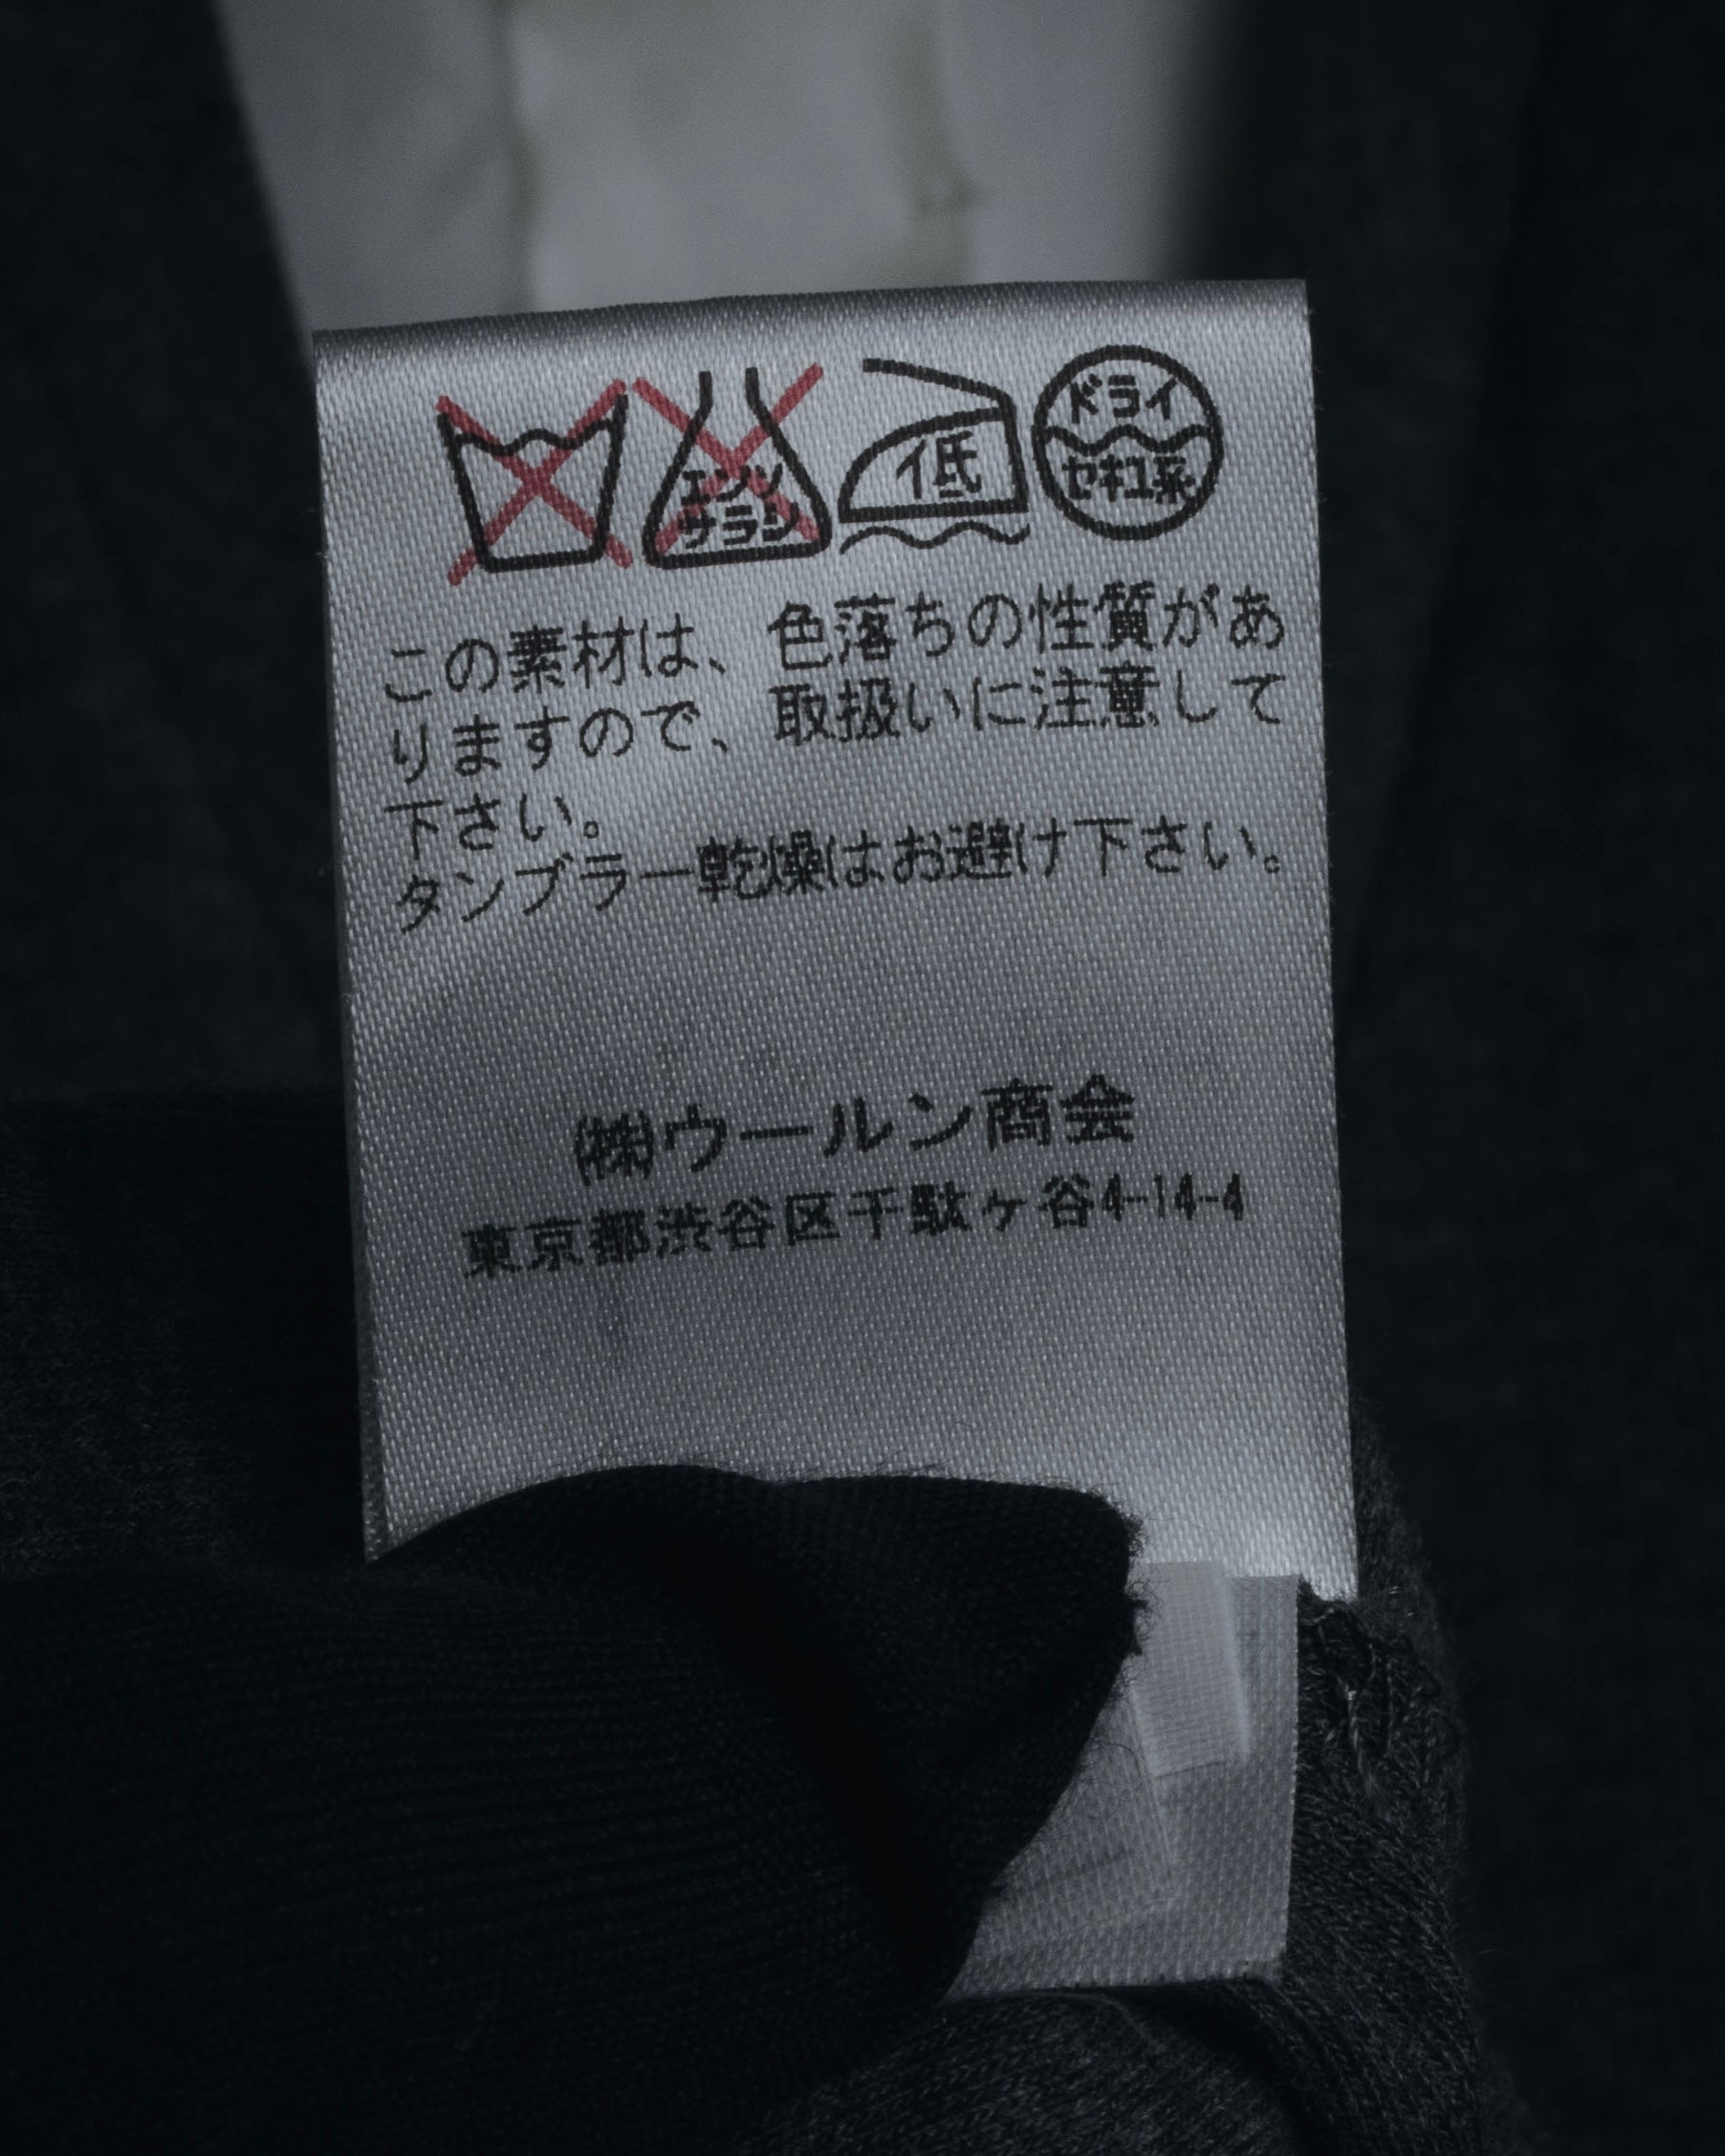 エンソ
サラシ
低
ドライ
セキユ系
この素材は、色落ちの性質があ
りますので、取扱いに注意して
下さい。
タンブラー乾燥はお避け下さい。
㈱ウールン商会
東京都渋谷区千駄ヶ谷4-14-4